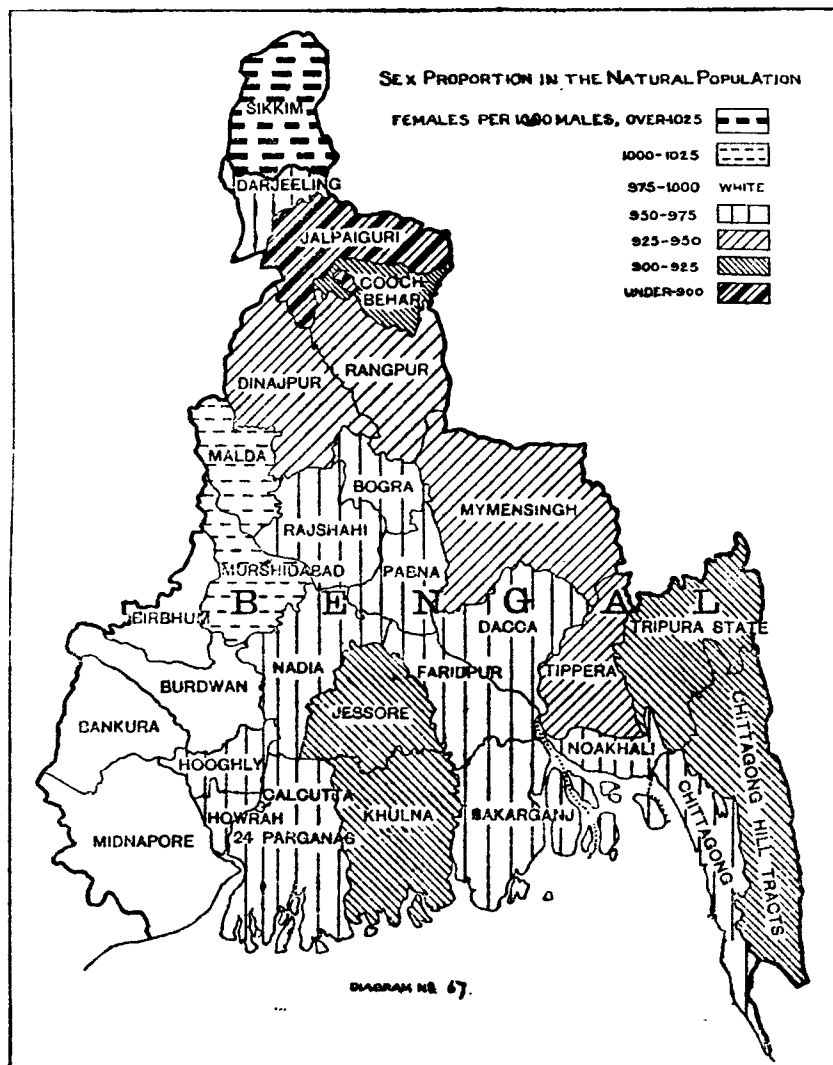 SEX PROPORTION IN THE NATURAL POPULATION
FEMALES PER 1000 MALES, OVER-1025
1000-1025
975-1000 WHITE
950-975
925-950
900-925
UNDER-900
SIKKIM
DARJEELING
JALPAIGURI
COOCH
BEHAR
RANGPUR
DINAJPUR
MALDA
BOGRA
MYMENSINGH
RAJSHAHI
MURSHIDABAD
PABNA
BENGAL
BIRBHUM
DACCA
TRIPURA STATE
NADIA
FARIDPUR
TIPPERA
BURDWAN
JESSORE
BANKURA
NOAKHALI
HOOGHLY
CHITTAGONG HILL TRACTS
CALCUTTA
HOWRAH
KHULNA
BAKARGANJ
CHITTAGONG
MIDNAPORE
24 PARGANAS
DIAGRAM NO 67.